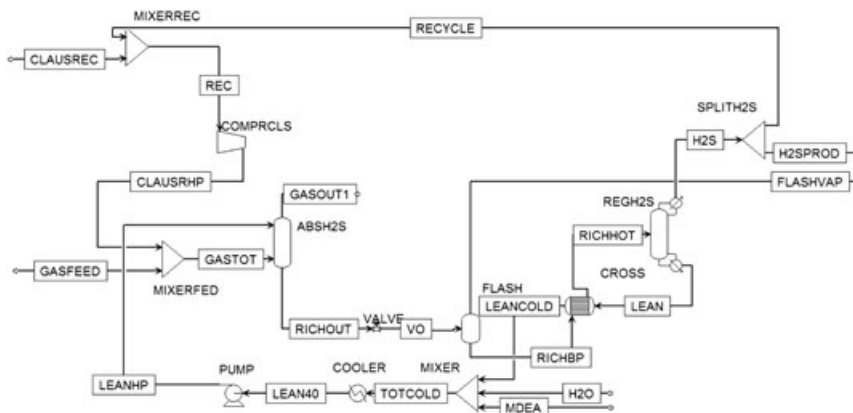 MIXERREC
RECYCLE
CLAUSREC
REC
SPLITH2S
COMPRCLS
H2S
H2SPROD
CLAUSRHP
FLASHVAP
GASOUT1
REGH2S
ABSH2S
RICHHOT
GASTOT
GASFEED
CROSS
MIXERFED
FLASH
LEANCOLD
LEAN
VALVE
RICHOUT
VO
RICHBP
PUMP
COOLER
MIXER
LEANHP
LEAN40
TOTCOLD
H2O
MDEA